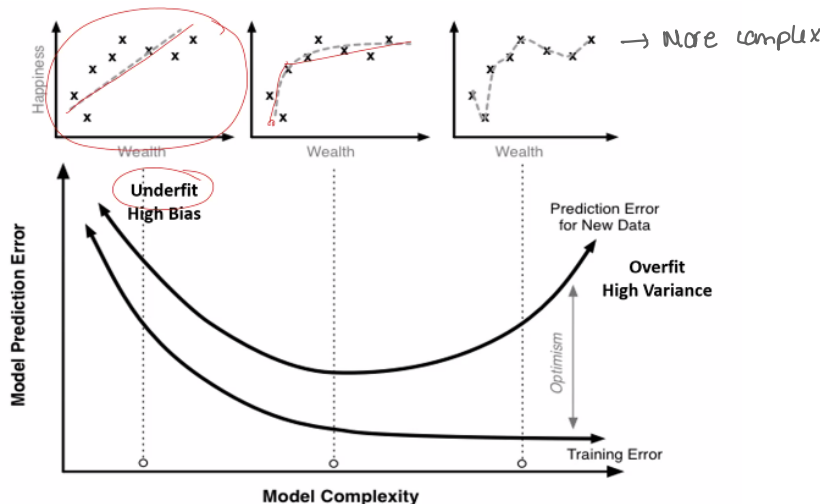 → More complex
Happiness
Wealth
Wealth
Wealth
Underfit
High Bias
Prediction Error
for New Data
Overfit
High Variance
Model Prediction Error
Optimism
Training Error
Model Complexity